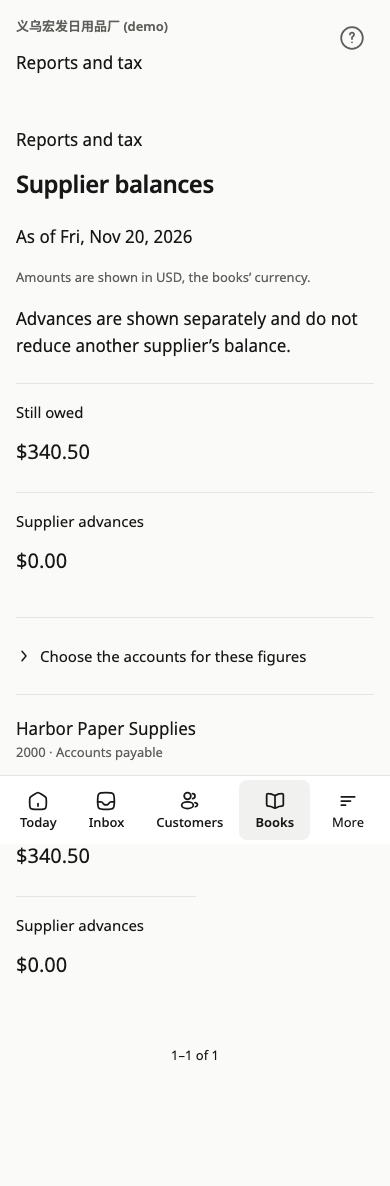 义乌宏发日用品厂 (demo)
Reports and tax
Reports and tax
Supplier balances
As of Fri, Nov 20, 2026
Amounts are shown in USD, the books’ currency.
Advances are shown separately and do not
reduce another supplier’s balance.
Still owed
$340.50
Supplier advances
$0.00
Choose the accounts for these figures
Harbor Paper Supplies
2000 · Accounts payable
Today
Inbox
Customers
Books
More
$340.50
Supplier advances
$0.00
1–1 of 1